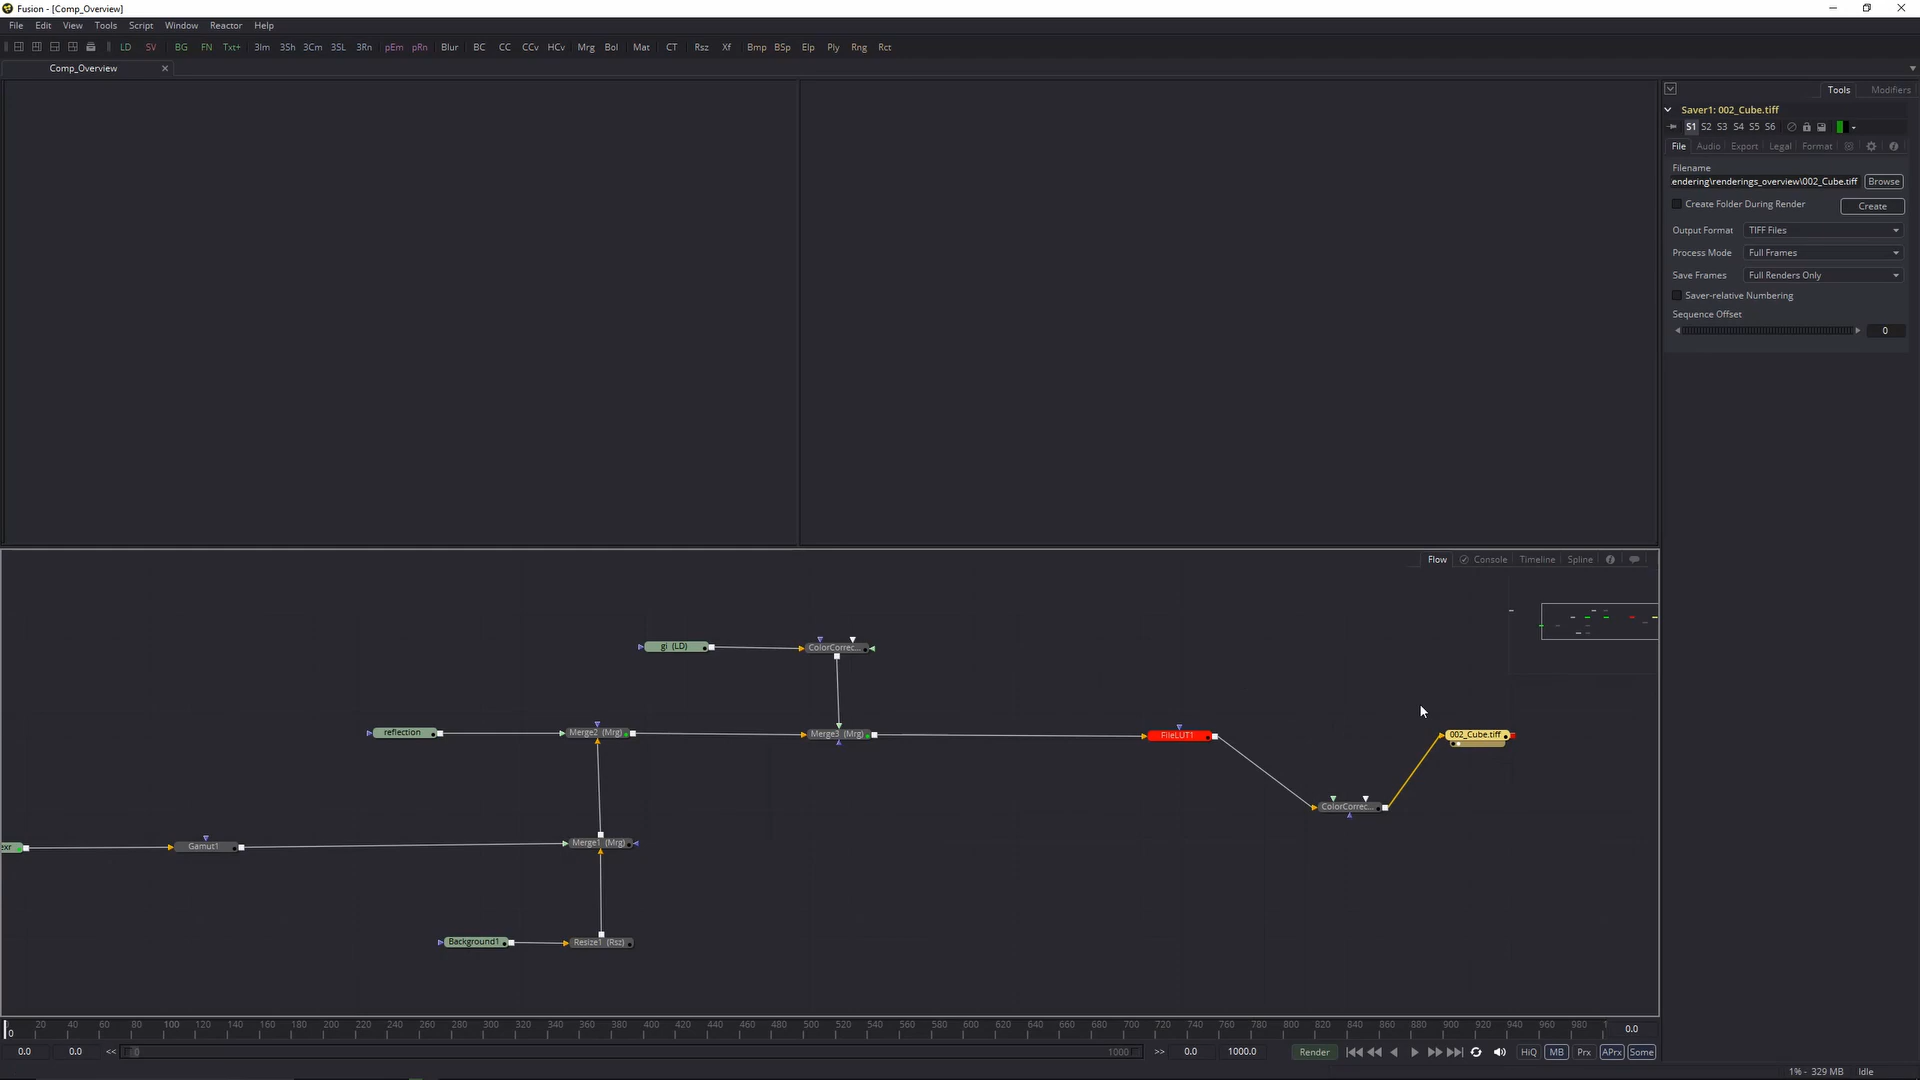 Fusion - [Comp_Overview]
File Edit View Tools Script Window Reactor Help
LD SV BG FN Txt+ 3Im 3Sh 3Cm 3SL 3Rn pEm pRn Blur BC CC CCv HCv Mrg Bol Mat CT Rsz Xf Bmp BSp Elp Ply Rng Rct
Comp_Overview
Tools Modifiers
Saver1: 002_Cube.tiff
S1 S2 S3 S4 S5 S6
File Audio Export Legal Format
Filename
:endering\renderings_overview\002_Cube.tiff Browse
Create Folder During Render Create
Output Format TIFF Files
Process Mode Full Frames
Save Frames Full Renders Only
Saver-relative Numbering
Sequence Offset
0
Flow Console Timeline Spline
gi (LD) ColorCorrec...
reflection Merge2 (Mrg) Merge3 (Mrg) FileLUT1 002_Cube.tiff
ColorCorrec...
exr Gamut1 Merge1 (Mrg)
Background1 Resize1 (Rsz)
0 20 40 60 80 100 120 140 160 180 200 220 240 260 280 300 320 340 360 380 400 420 440 460 480 500 520 540 560 580 600 620 640 660 680 700 720 740 760 780 800 820 840 860 880 900 920 940 960 980 1 0.0
0.0 0.0 << 0 1000 >> 0.0 1000.0 Render HiQ MB Prx APrx Some
1% - 329 MB Idle